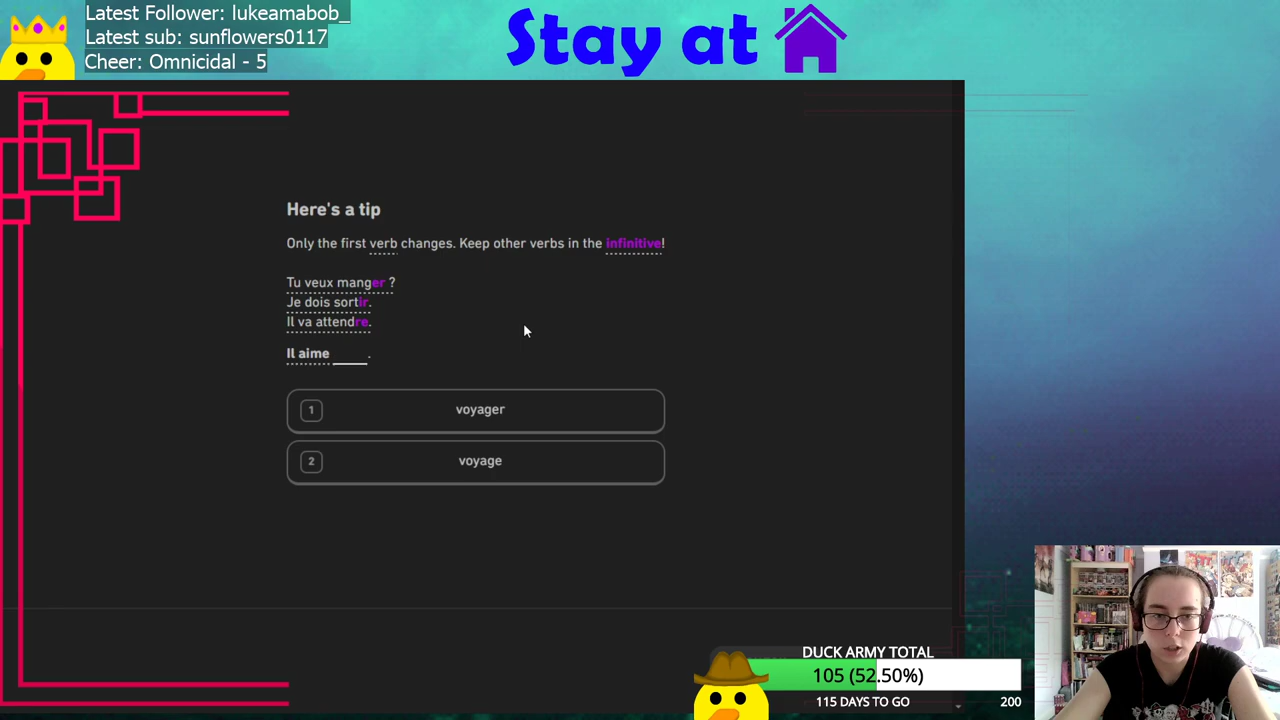 Latest Follower: lukeamabob_
Latest sub: sunflowers0117
Cheer: Omnicidal - 5
Stay at
Here's a tip
Only the first verb changes. Keep other verbs in the infinitive!
Tu veux manger ?
Je dois sortir.
Il va attendre.
Il aime ____.
1 voyager
2 voyage
DUCK ARMY TOTAL
105 (52.50%)
115 DAYS TO GO 200